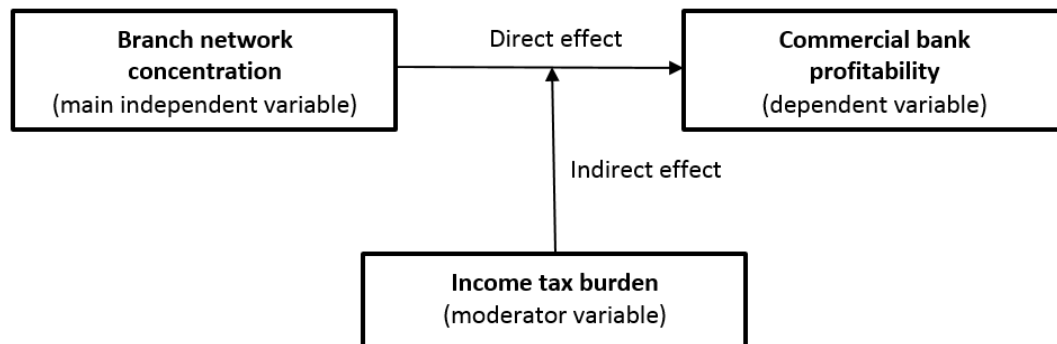 Branch network
concentration
(main independent variable)
Direct effect
Commercial bank
profitability
(dependent variable)
Indirect effect
Income tax burden
(moderator variable)